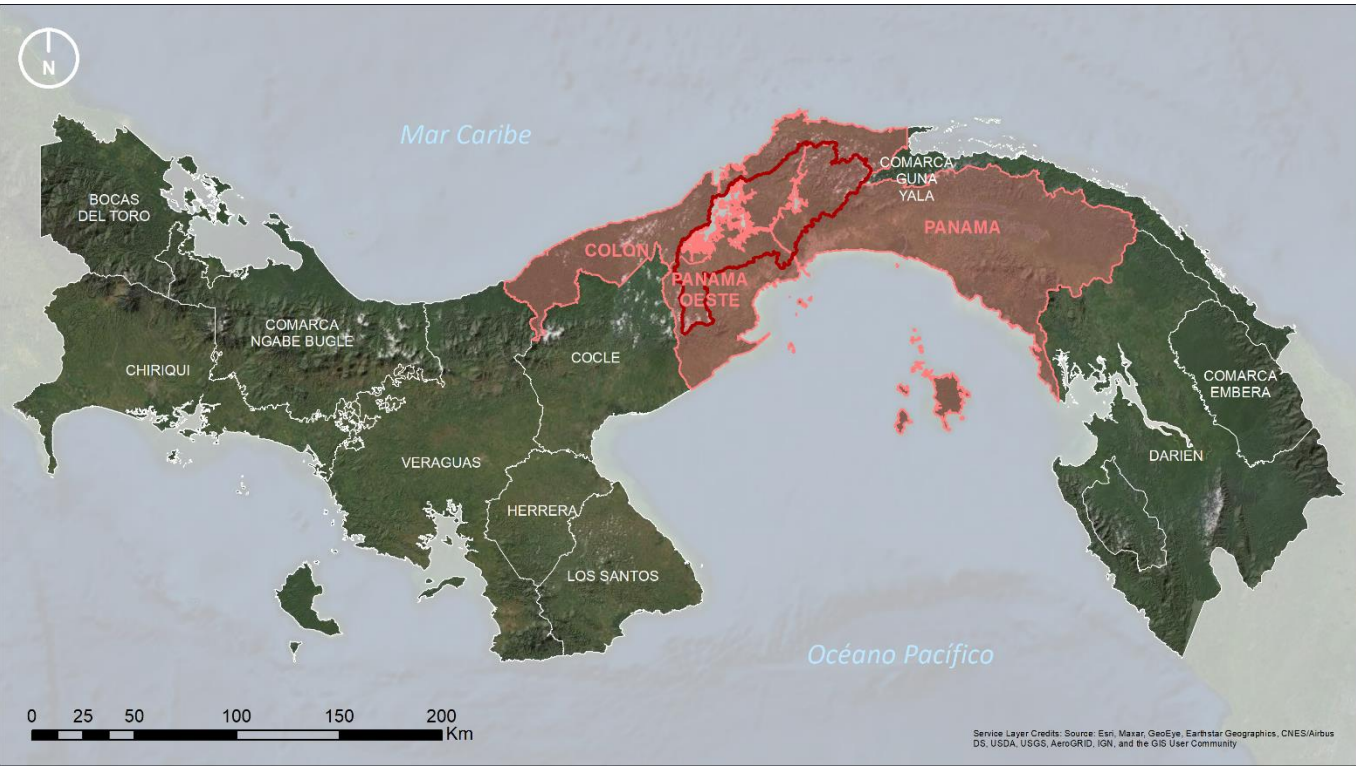 N
Mar Caribe
BOCAS
DEL TORO
COMARCA
GUNA
YALA
PANAMA
COLON
PANAMA
OESTE
COMARCA
NGABE BUGLE
COCLE
CHIRIQUI
COMARCA
EMBERA
VERAGUAS
DARIEN
HERRERA
LOS SANTOS
Océano Pacífico
0 25 50 100 150 200
Km
Service Layer Credits: Source: Esri, Maxar, GeoEye, Earthstar Geographics, CNES/Airbus
DS, USDA, USGS, AeroGRID, IGN, and the GIS User Community